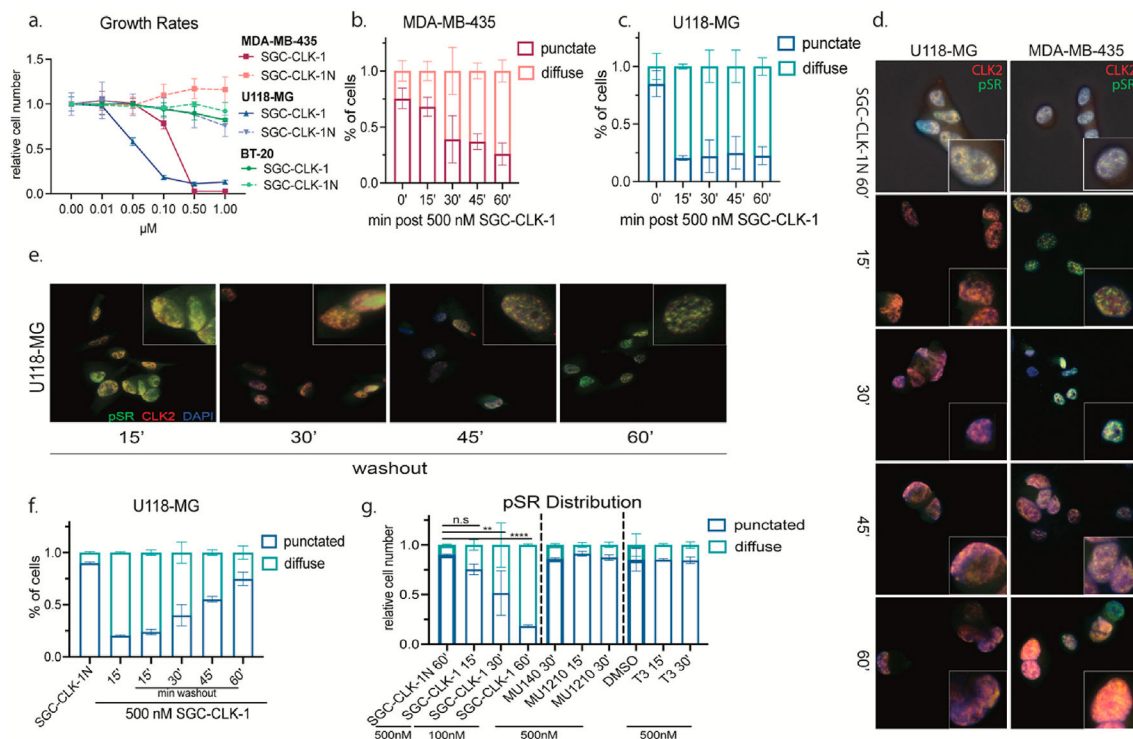 a.
Growth Rates
relative cell number
1.5
1.0
0.5
0.0
0.00 0.01 0.05 0.10 0.50 1.00
µM
MDA-MB-435
SGC-CLK-1
SGC-CLK-1N
U118-MG
SGC-CLK-1
SGC-CLK-1N
BT-20
SGC-CLK-1
SGC-CLK-1N
b.
MDA-MB-435
% of cells
1.5
1.0
0.5
0
punctate
diffuse
0' 15' 30' 45' 60'
min post 500 nM SGC-CLK-1
c.
U118-MG
% of cells
1.5
1.0
0.5
0
punctate
diffuse
0' 15' 30' 45' 60'
min post 500 nM SGC-CLK-1
d.
U118-MG MDA-MB-435
CLK2 CLK2
pSR pSR
SGC-CLK-1N 60'
15'
30'
45'
60'
e.
U118-MG
pSR CLK2 DAPI
15' 30' 45' 60'
washout
f.
U118-MG
% of cells
1.5
1.0
0.5
0
punctated
diffuse
SGC-CLK-1N 15' 15' 30' 45' 60'
min washout
500 nM SGC-CLK-1
g.
pSR Distribution
relative cell number
1.5
1.0
0.5
0
n.s
**
****
punctated
diffuse
SGC-CLK-1N 60' SGC-CLK-1 15' SGC-CLK-1 30' SGC-CLK-1 60' MU140 30' MU1210 15' MU1210 30' DMSO T3 15' T3 30'
500nM 100nM 500nM 500nM